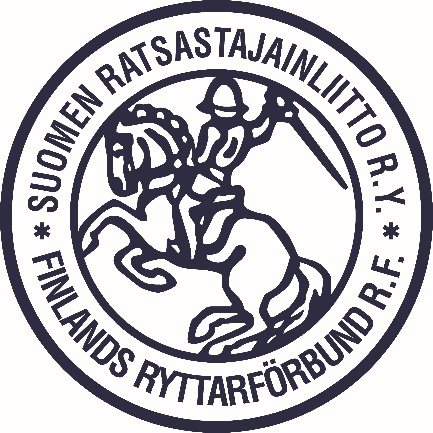 * SUOMEN RATSASTAJAINLIITTO R.Y. *
FINLANDS RYTTARFÖRBUND R.F.